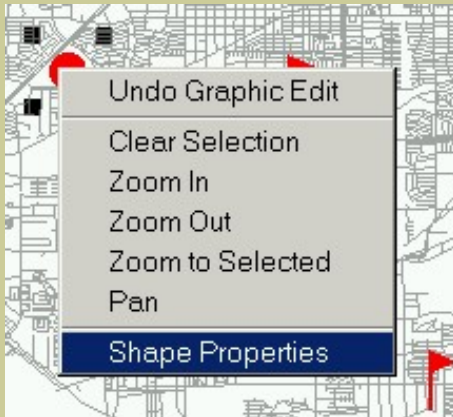 Undo Graphic Edit
Clear Selection
Zoom In
Zoom Out
Zoom to Selected
Pan
Shape Properties